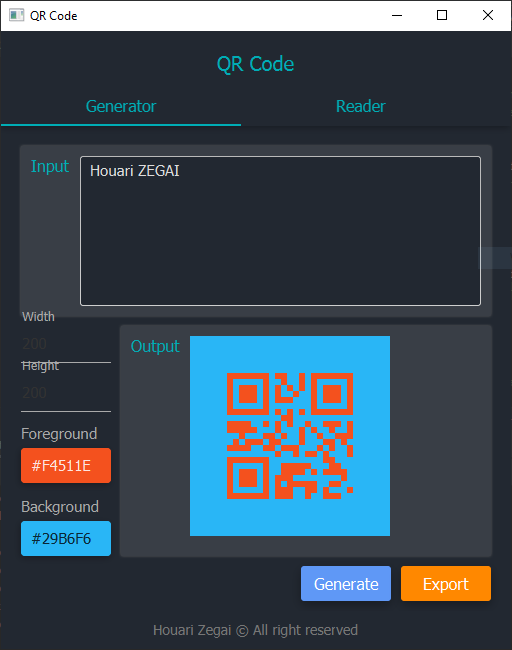 QR Code
QR Code
Generator
Reader
Input
Houari ZEGAI
Width
200
Height
200
Output
Foreground
#F4511E
Background
#29B6F6
Generate
Export
Houari Zegai © All right reserved